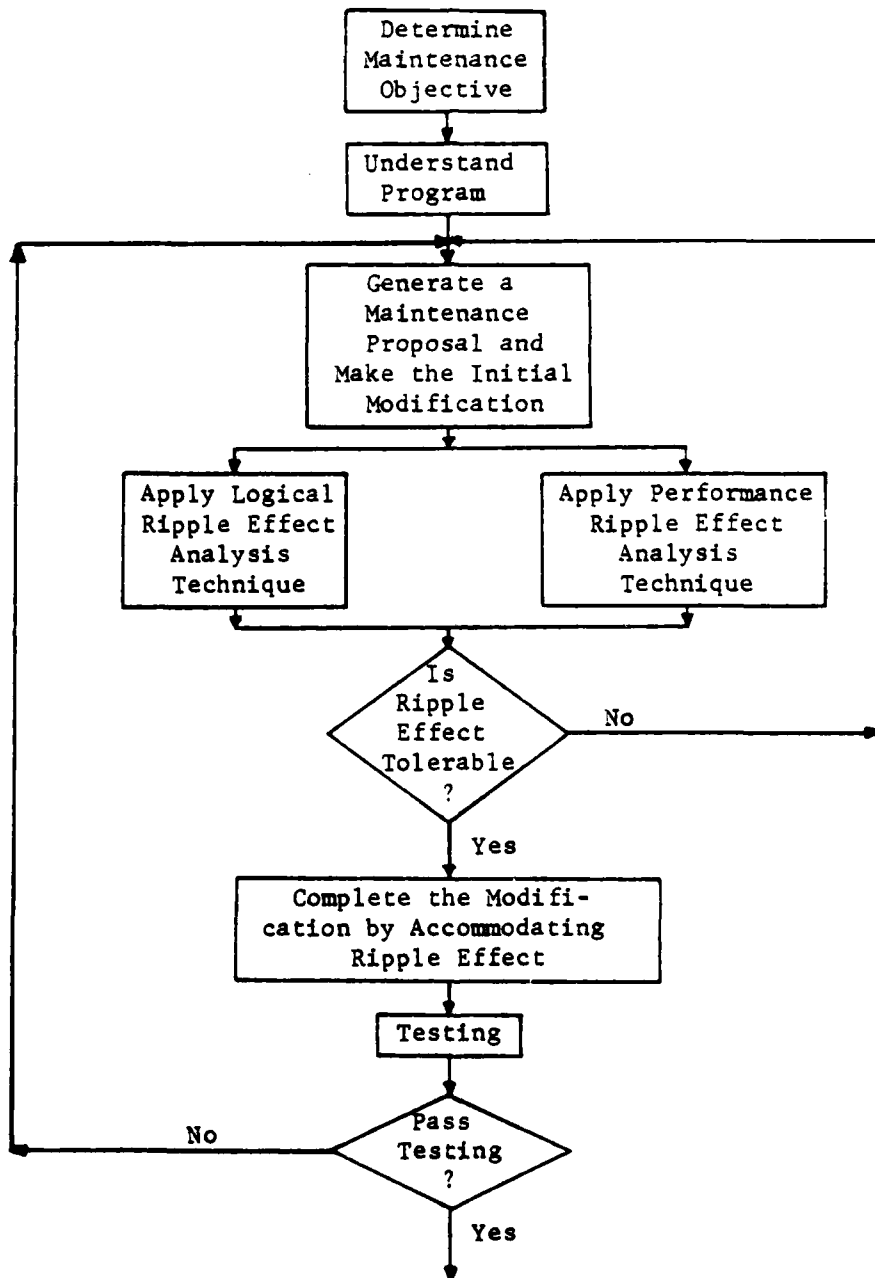 Determine
Maintenance
Objective
Understand
Program
Generate a
Maintenance
Proposal and
Make the Initial
Modification
Apply Logical
Ripple Effect
Analysis
Technique
Apply Performance
Ripple Effect
Analysis
Technique
Is
Ripple
Effect
Tolerable
?
No
Yes
Complete the Modifi-
cation by Accommodating
Ripple Effect
Testing
Pass
Testing
?
No
Yes